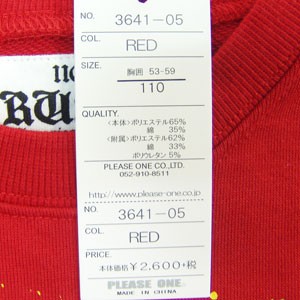 NO.
3641-05
COL.
RED
SIZE.
胸囲 53-59
110
QUALITY.
<本体>ポリエステル65%
綿 35%
<附属>ポリエステル62%
綿 33%
ポリウレタン 5%
PLEASE ONE CO.,LTD.
052-910-8511
http://www.please-one.co.jp
NO.
3641-05
COL.
RED
PRICE.
本体価格 ¥2,600+税
PLEASE ONE.
MADE IN CHINA